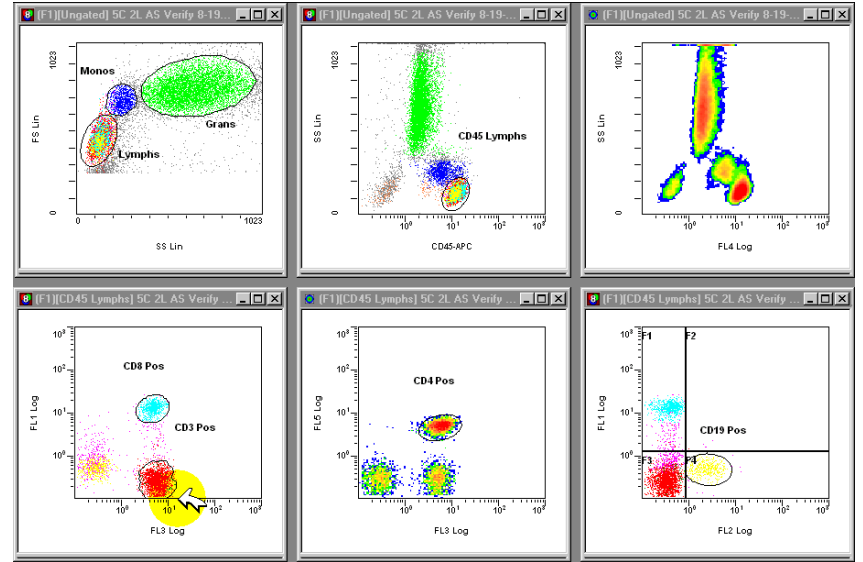 (F1)[Ungated] 5C 2L AS Verify 8-19...
1023
FS Lin
0
Monos
Grans
Lymphs
0
1023
SS Lin
(F1)[Ungated] 5C 2L AS Verify 8-19-...
1023
SS Lin
0
CD45 Lymphs
10⁰ 10¹ 10² 10³
CD45-APC
(F1)[Ungated] 5C 2L AS Verify 8-19-...
1023
SS Lin
0
10⁰ 10¹ 10² 10³
FL4 Log
(F1)[CD45 Lymphs] 5C 2L AS Verify ...
10³
10²
10¹
10⁰
FL1 Log
CD8 Pos
CD3 Pos
10⁰ 10¹ 10² 10³
FL3 Log
(F1)[CD45 Lymphs] 5C 2L AS Verify ...
10³
10²
10¹
10⁰
FL5 Log
CD4 Pos
10⁰ 10¹ 10² 10³
FL3 Log
(F1)[CD45 Lymphs] 5C 2L AS Verify ...
10³
10²
10¹
10⁰
FL1 Log
F1 F2
CD19 Pos
F3 F4
10⁰ 10¹ 10² 10³
FL2 Log